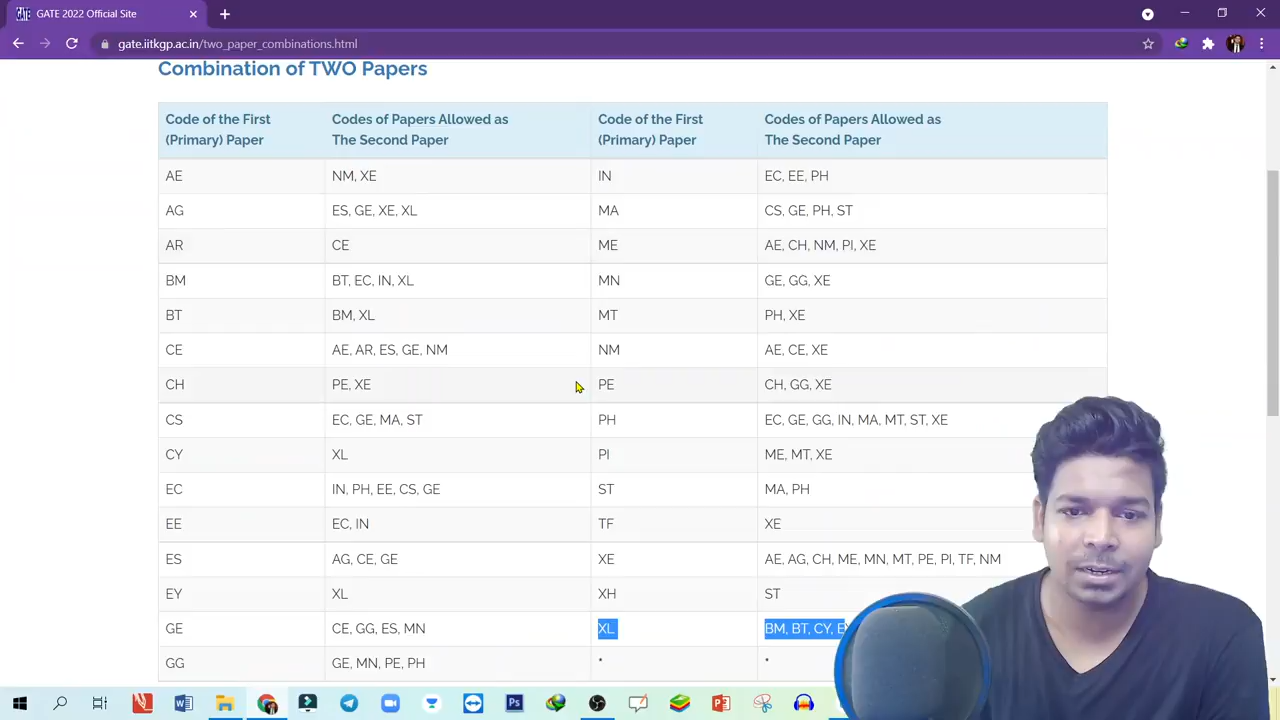 GATE 2022 Official Site
gate.iitkgp.ac.in/two_paper_combinations.html
Combination of TWO Papers
Code of the First (Primary) Paper Codes of Papers Allowed as The Second Paper Code of the First (Primary) Paper Codes of Papers Allowed as The Second Paper
AE NM, XE IN EC, EE, PH
AG ES, GE, XE, XL MA CS, GE, PH, ST
AR CE ME AE, CH, NM, PI, XE
BM BT, EC, IN, XL MN GE, GG, XE
BT BM, XL MT PH, XE
CE AE, AR, ES, GE, NM NM AE, CE, XE
CH PE, XE PE CH, GG, XE
CS EC, GE, MA, ST PH EC, GE, GG, IN, MA, MT, ST, XE
CY XL PI ME, MT, XE
EC IN, PH, EE, CS, GE ST MA, PH
EE EC, IN TF XE
ES AG, CE, GE XE AE, AG, CH, ME, MN, MT, PE, PI, TF, NM
EY XL XH ST
GE CE, GG, ES, MN XL BM, BT, CY,
GG GE, MN, PE, PH * *